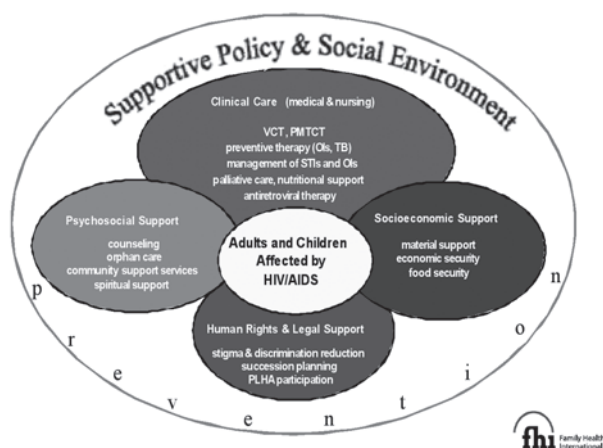 Supportive Policy & Social Environment
Clinical Care (medical & nursing)
VCT, PMTCT
preventive therapy (OIs, TB)
management of STIs and OIs
palliative care, nutritional support
antiretroviral therapy
Psychosocial Support
counseling
orphan care
community support services
spiritual support
Adults and Children
Affected by
HIV/AIDS
Socioeconomic Support
material support
economic security
food security
Human Rights & Legal Support
stigma & discrimination reduction
succession planning
PLHA participation
prevention
fhi
Family Health
International